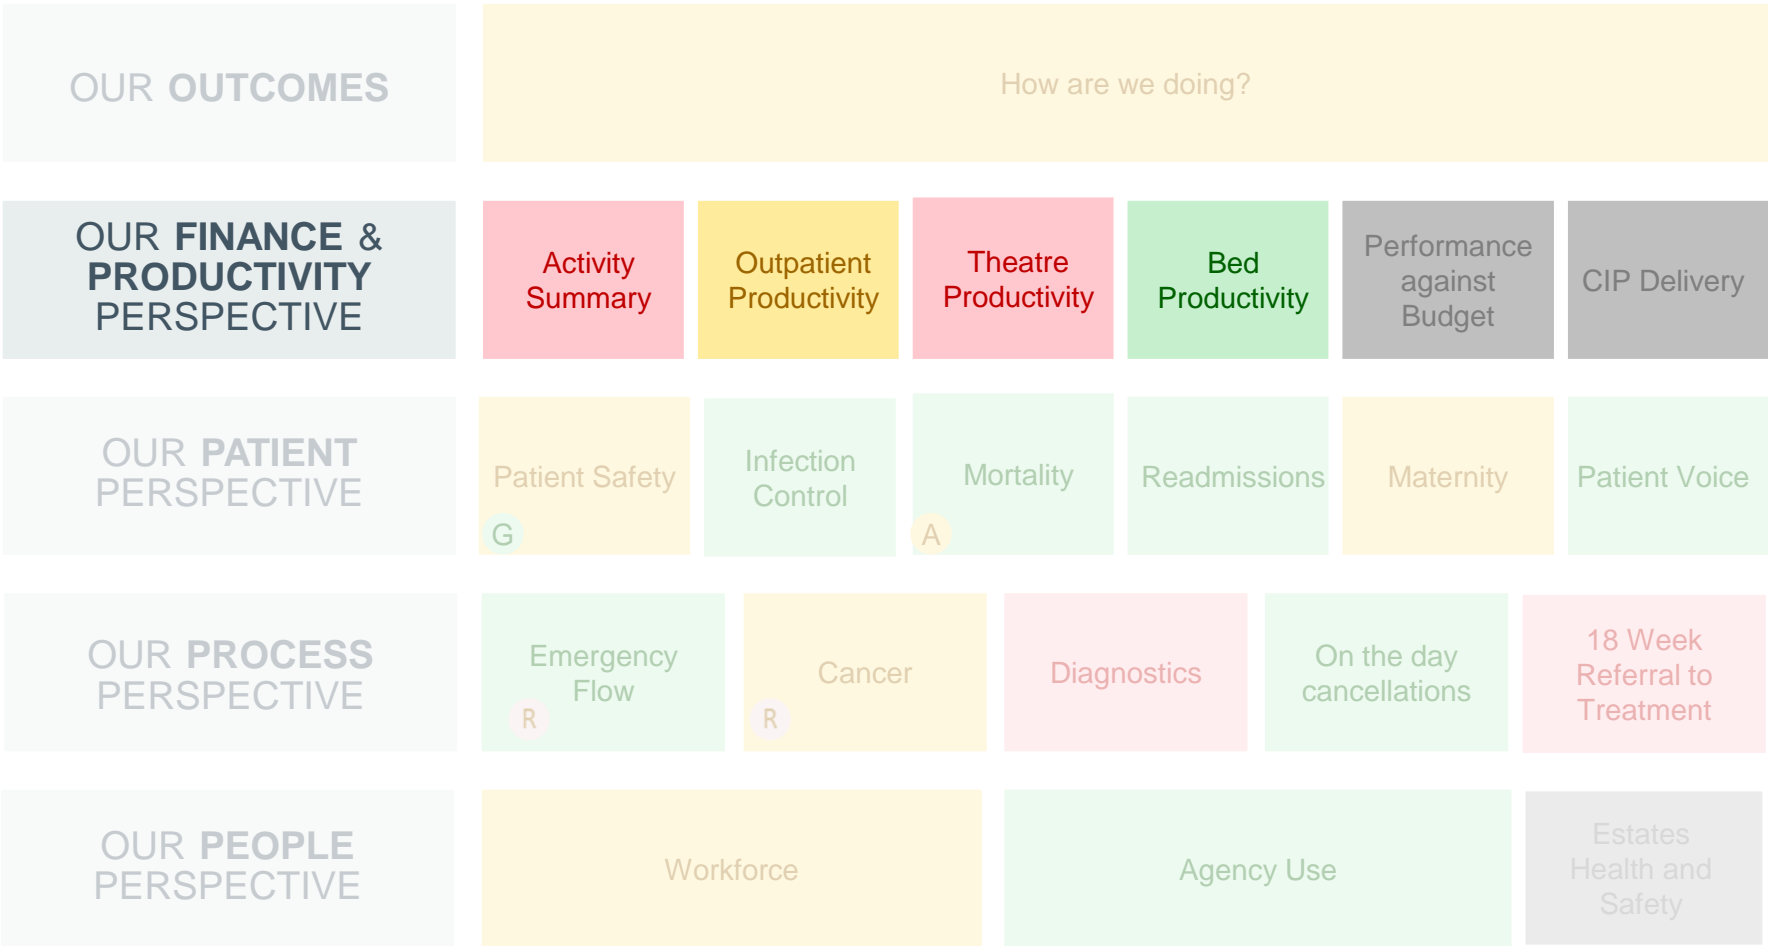 OUR OUTCOMES
How are we doing?
OUR FINANCE &
PRODUCTIVITY
PERSPECTIVE
Activity
Summary
Outpatient
Productivity
Theatre
Productivity
Bed
Productivity
Performance
against
Budget
CIP Delivery
OUR PATIENT
PERSPECTIVE
Patient Safety
G
Infection
Control
Mortality
A
Readmissions
Maternity
Patient Voice
OUR PROCESS
PERSPECTIVE
Emergency
Flow
R
Cancer
R
Diagnostics
On the day
cancellations
18 Week
Referral to
Treatment
OUR PEOPLE
PERSPECTIVE
Workforce
Agency Use
Estates
Health and
Safety